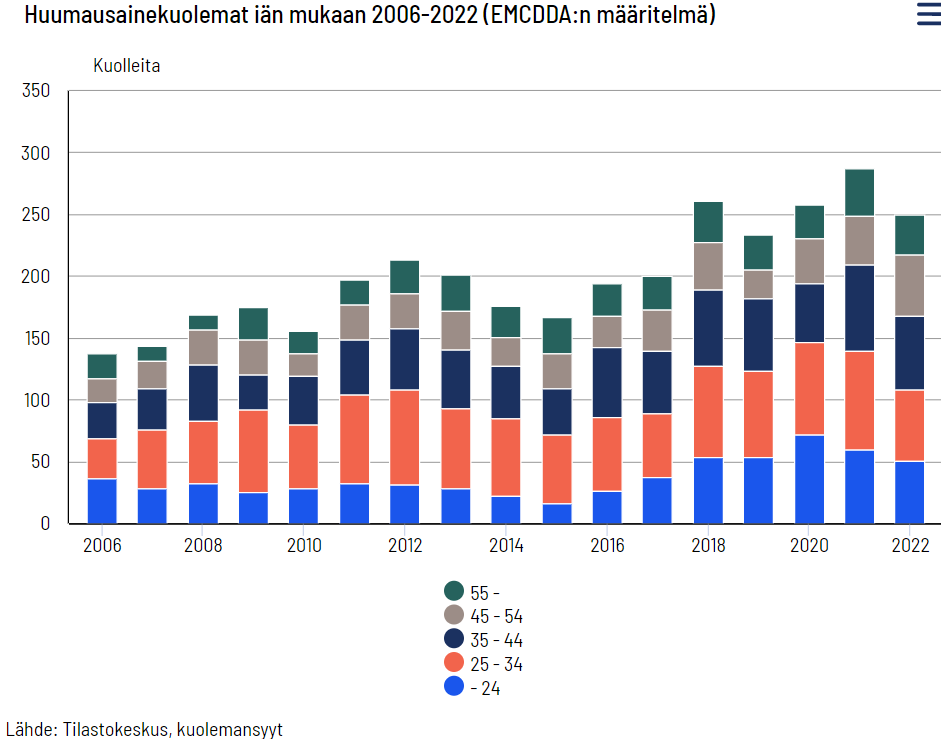 Huumausainekuolemat iän mukaan 2006-2022 (EMCDDA:n määritelmä)
Kuolleita
350
300
250
200
150
100
50
0
2006 2008 2010 2012 2014 2016 2018 2020 2022
55 -
45 - 54
35 - 44
25 - 34
- 24
Lähde: Tilastokeskus, kuolemansyyt